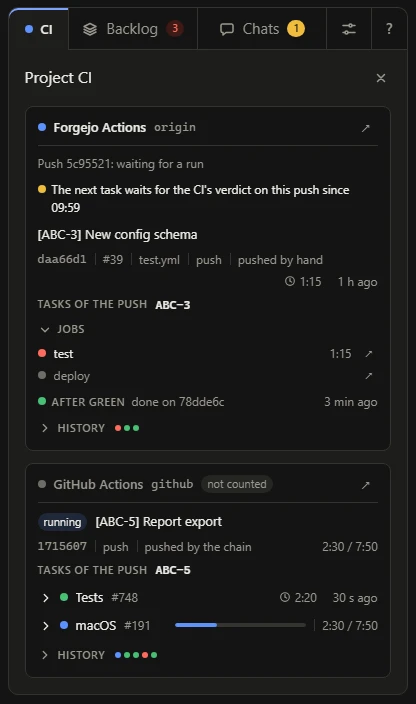 CI Backlog 3 Chats 1 ?
Project CI
Forgejo Actions origin
Push 5c95521: waiting for a run
The next task waits for the CI's verdict on this push since
09:59
[ABC-3] New config schema
daa66d1 #39 test.yml push pushed by hand
1:15 1 h ago
TASKS OF THE PUSH ABC-3
JOBS
test 1:15
deploy
AFTER GREEN done on 78dde6c 3 min ago
HISTORY
GitHub Actions github not counted
running [ABC-5] Report export
1715607 push pushed by the chain 2:30 / 7:50
TASKS OF THE PUSH ABC-5
Tests #748 2:20 30 s ago
macOS #191 2:30 / 7:50
HISTORY